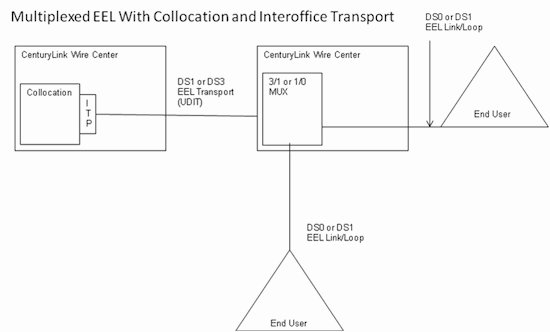 Multiplexed EEL With Collocation and Interoffice Transport
DS0 or DS1
EEL Link/Loop
CenturyLink Wire Center
CenturyLink Wire Center
DS1 or DS3
EEL Transport
(UDIT)
Collocation
I
T
P
3/1 or 1/0
MUX
End User
DS0 or DS1
EEL Link/Loop
End User